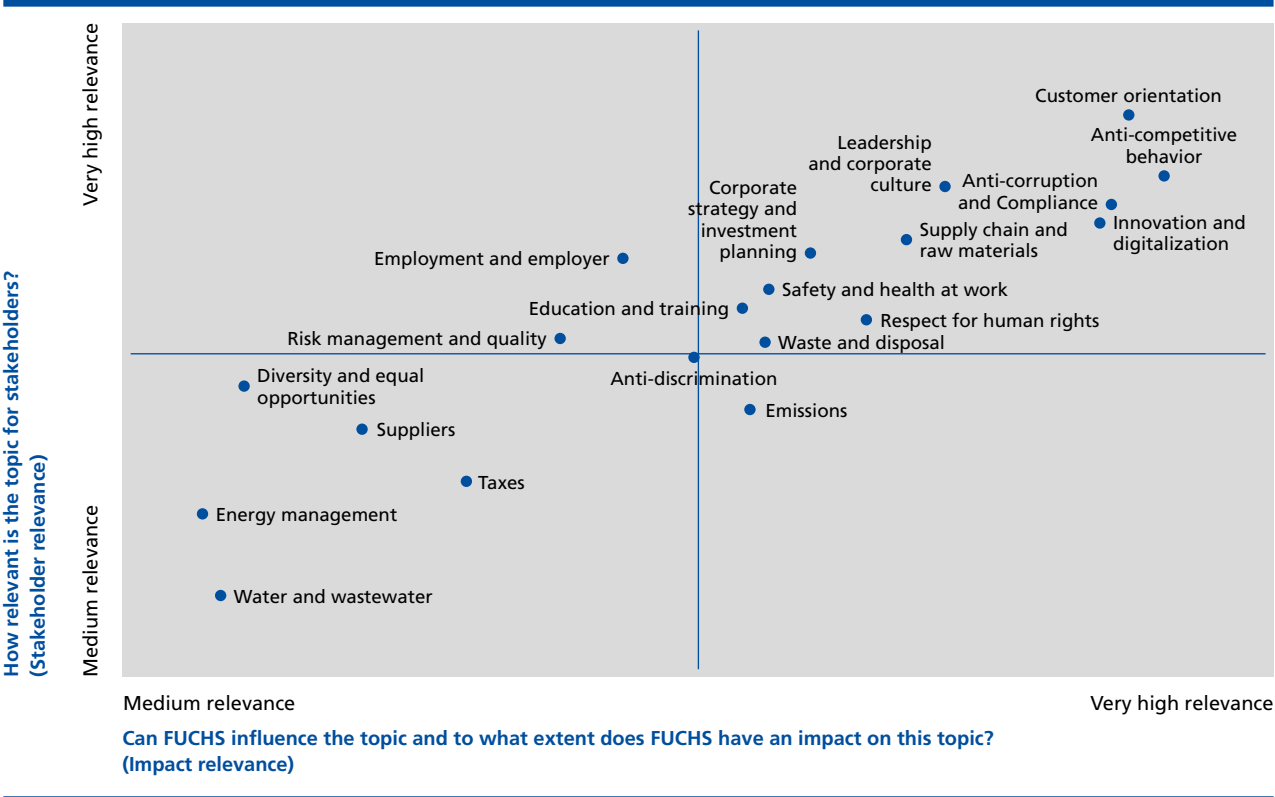 How relevant is the topic for stakeholders?
(Stakeholder relevance)
Very high relevance
Medium relevance
Customer orientation
Anti-competitive
behavior
Leadership
and corporate
culture
Anti-corruption
and Compliance
Corporate
strategy and
investment
planning
Innovation and
digitalization
Supply chain and
raw materials
Employment and employer
Safety and health at work
Education and training
Respect for human rights
Risk management and quality
Waste and disposal
Anti-discrimination
Diversity and equal
opportunities
Emissions
Suppliers
Taxes
Energy management
Water and wastewater
Medium relevance
Very high relevance
Can FUCHS influence the topic and to what extent does FUCHS have an impact on this topic?
(Impact relevance)